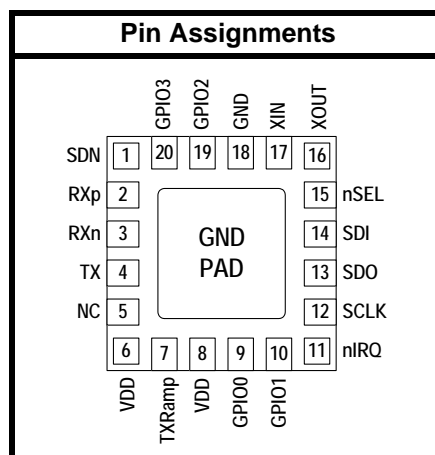 Pin Assignments
GPIO3
GPIO2
GND
XIN
XOUT
SDN 1 20 19 18 17 16
RXp 2 15 nSEL
RXn 3 GND 14 SDI
TX 4 PAD 13 SDO
NC 5 12 SCLK
6 7 8 9 10 11 nIRQ
VDD
TXRamp
VDD
GPIO0
GPIO1